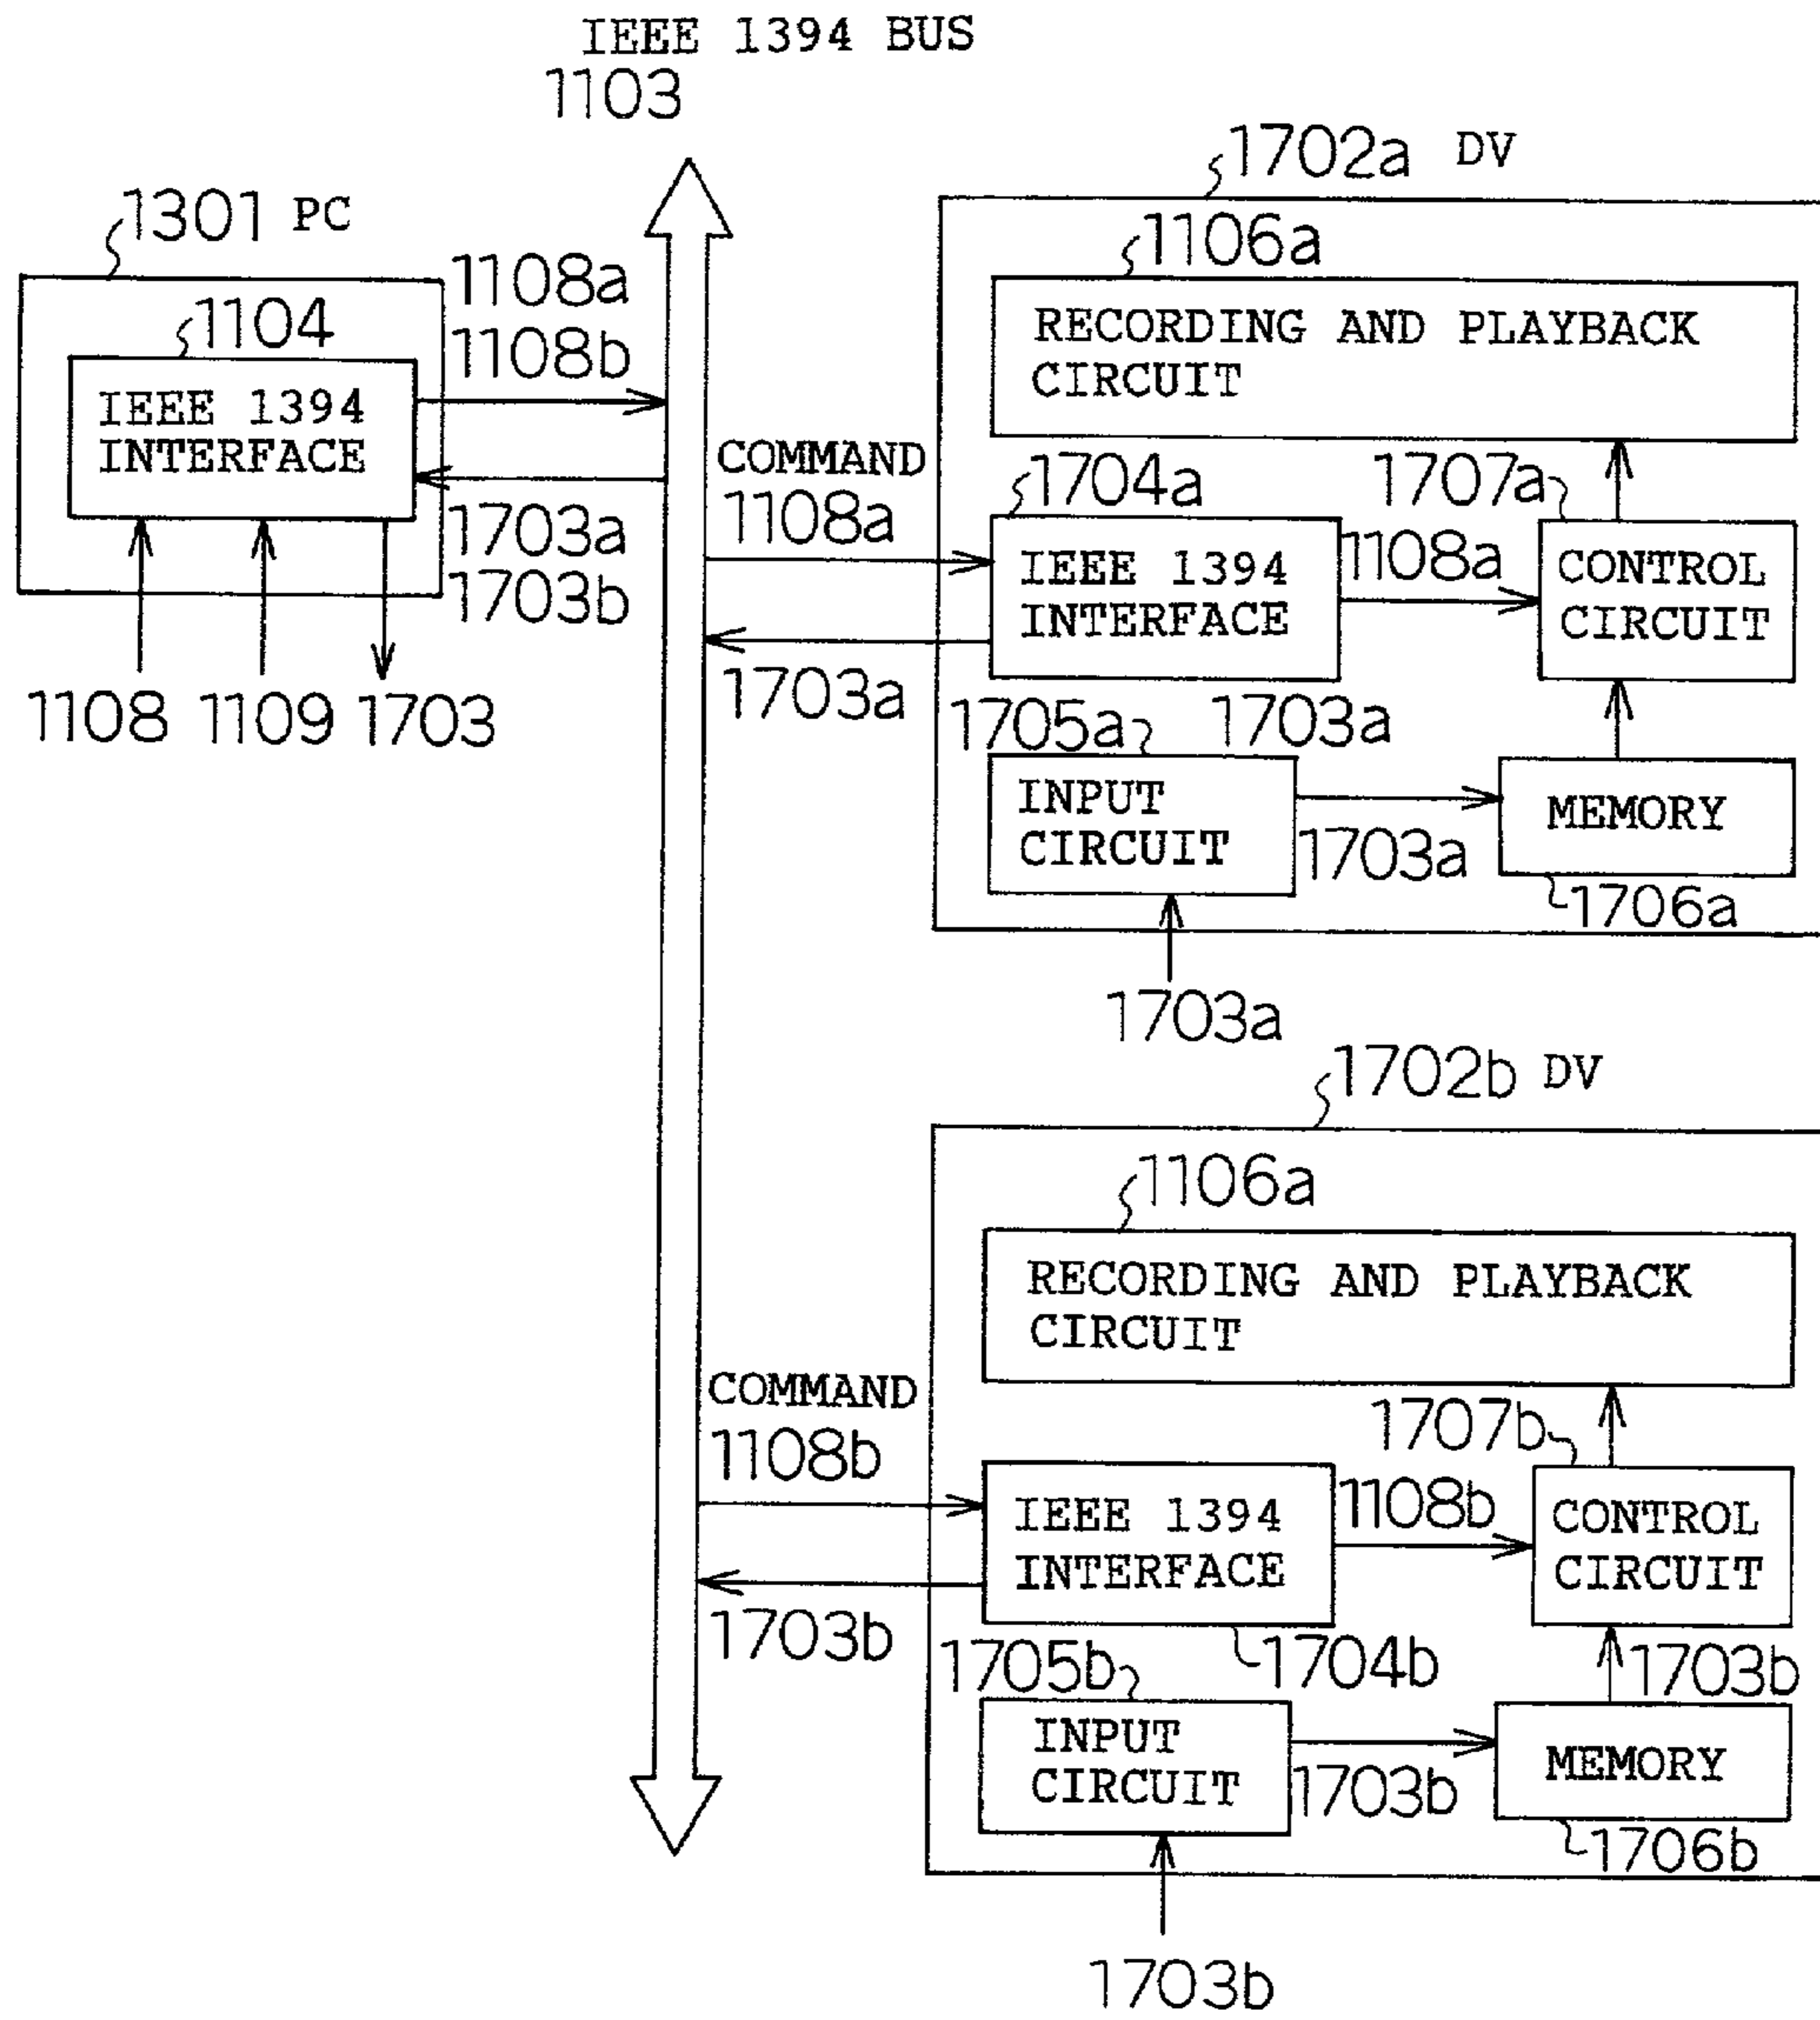 IEEE 1394 BUS
1103
1702a DV
1301 PC
1106a
1108a
1104
1108b
RECORDING AND PLAYBACK
CIRCUIT
IEEE 1394
INTERFACE
COMMAND
1108a
1704a
1707a
1703a
1703b
IEEE 1394
INTERFACE
1108a
CONTROL
CIRCUIT
1108
1109
1703
1703a
1705a
1703a
INPUT
CIRCUIT
1703a
MEMORY
1706a
1703a
1702b DV
1106a
RECORDING AND PLAYBACK
CIRCUIT
COMMAND
1108b
1707b
IEEE 1394
INTERFACE
1108b
CONTROL
CIRCUIT
1703b
1705b
1704b
1703b
INPUT
CIRCUIT
1703b
MEMORY
1706b
1703b